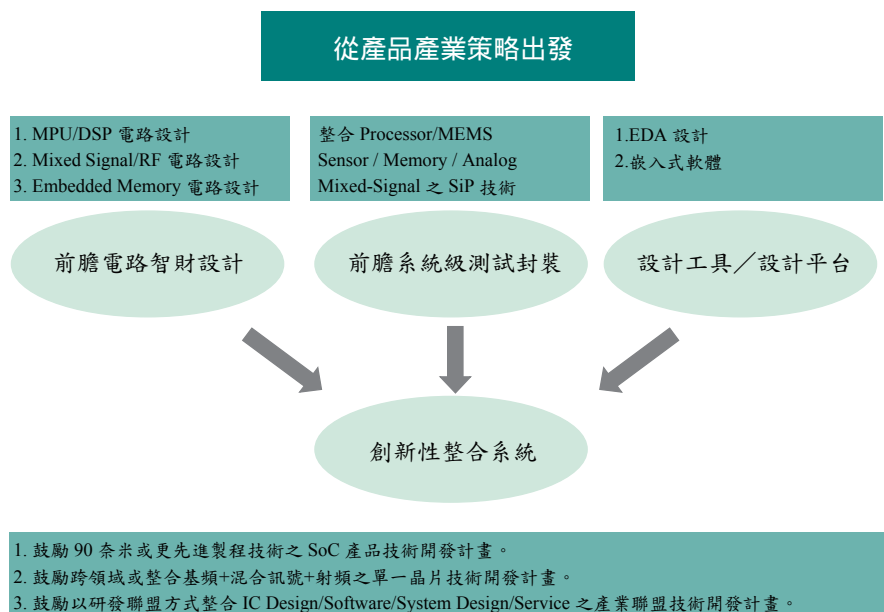 從產品產業策略出發
1. MPU/DSP 電路設計
2. Mixed Signal/RF 電路設計
3. Embedded Memory 電路設計
整合 Processor/MEMS
Sensor / Memory / Analog
Mixed-Signal 之 SiP 技術
1.EDA 設計
2.嵌入式軟體
前膽電路智財設計
前膽系統級測試封裝
設計工具／設計平台
創新性整合系統
1. 鼓勵 90 奈米或更先進製程技術之 SoC 產品技術開發計畫。
2. 鼓勵跨領域或整合基頻+混合訊號+射頻之單一晶片技術開發計畫。
3. 鼓勵以研發聯盟方式整合 IC Design/Software/System Design/Service 之產業聯盟技術開發計畫。